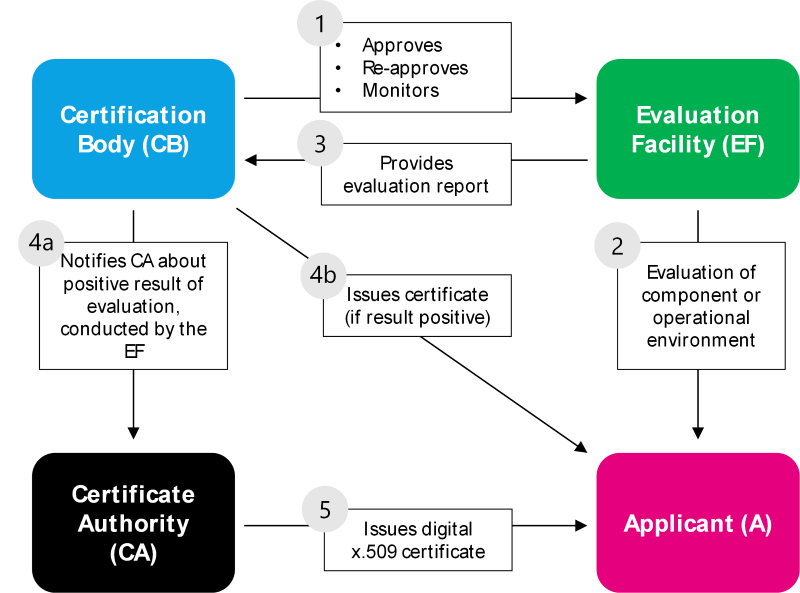 1
• Approves
• Re-approves
• Monitors
Certification
Body (CB)
Evaluation
Facility (EF)
3
Provides
evaluation report
4a
Notifies CA about
positive result of
evaluation,
conducted by the
EF
4b
Issues certificate
(if result positive)
2
Evaluation of
component or
operational
environment
Certificate
Authority
(CA)
5
Issues digital
x.509 certificate
Applicant (A)